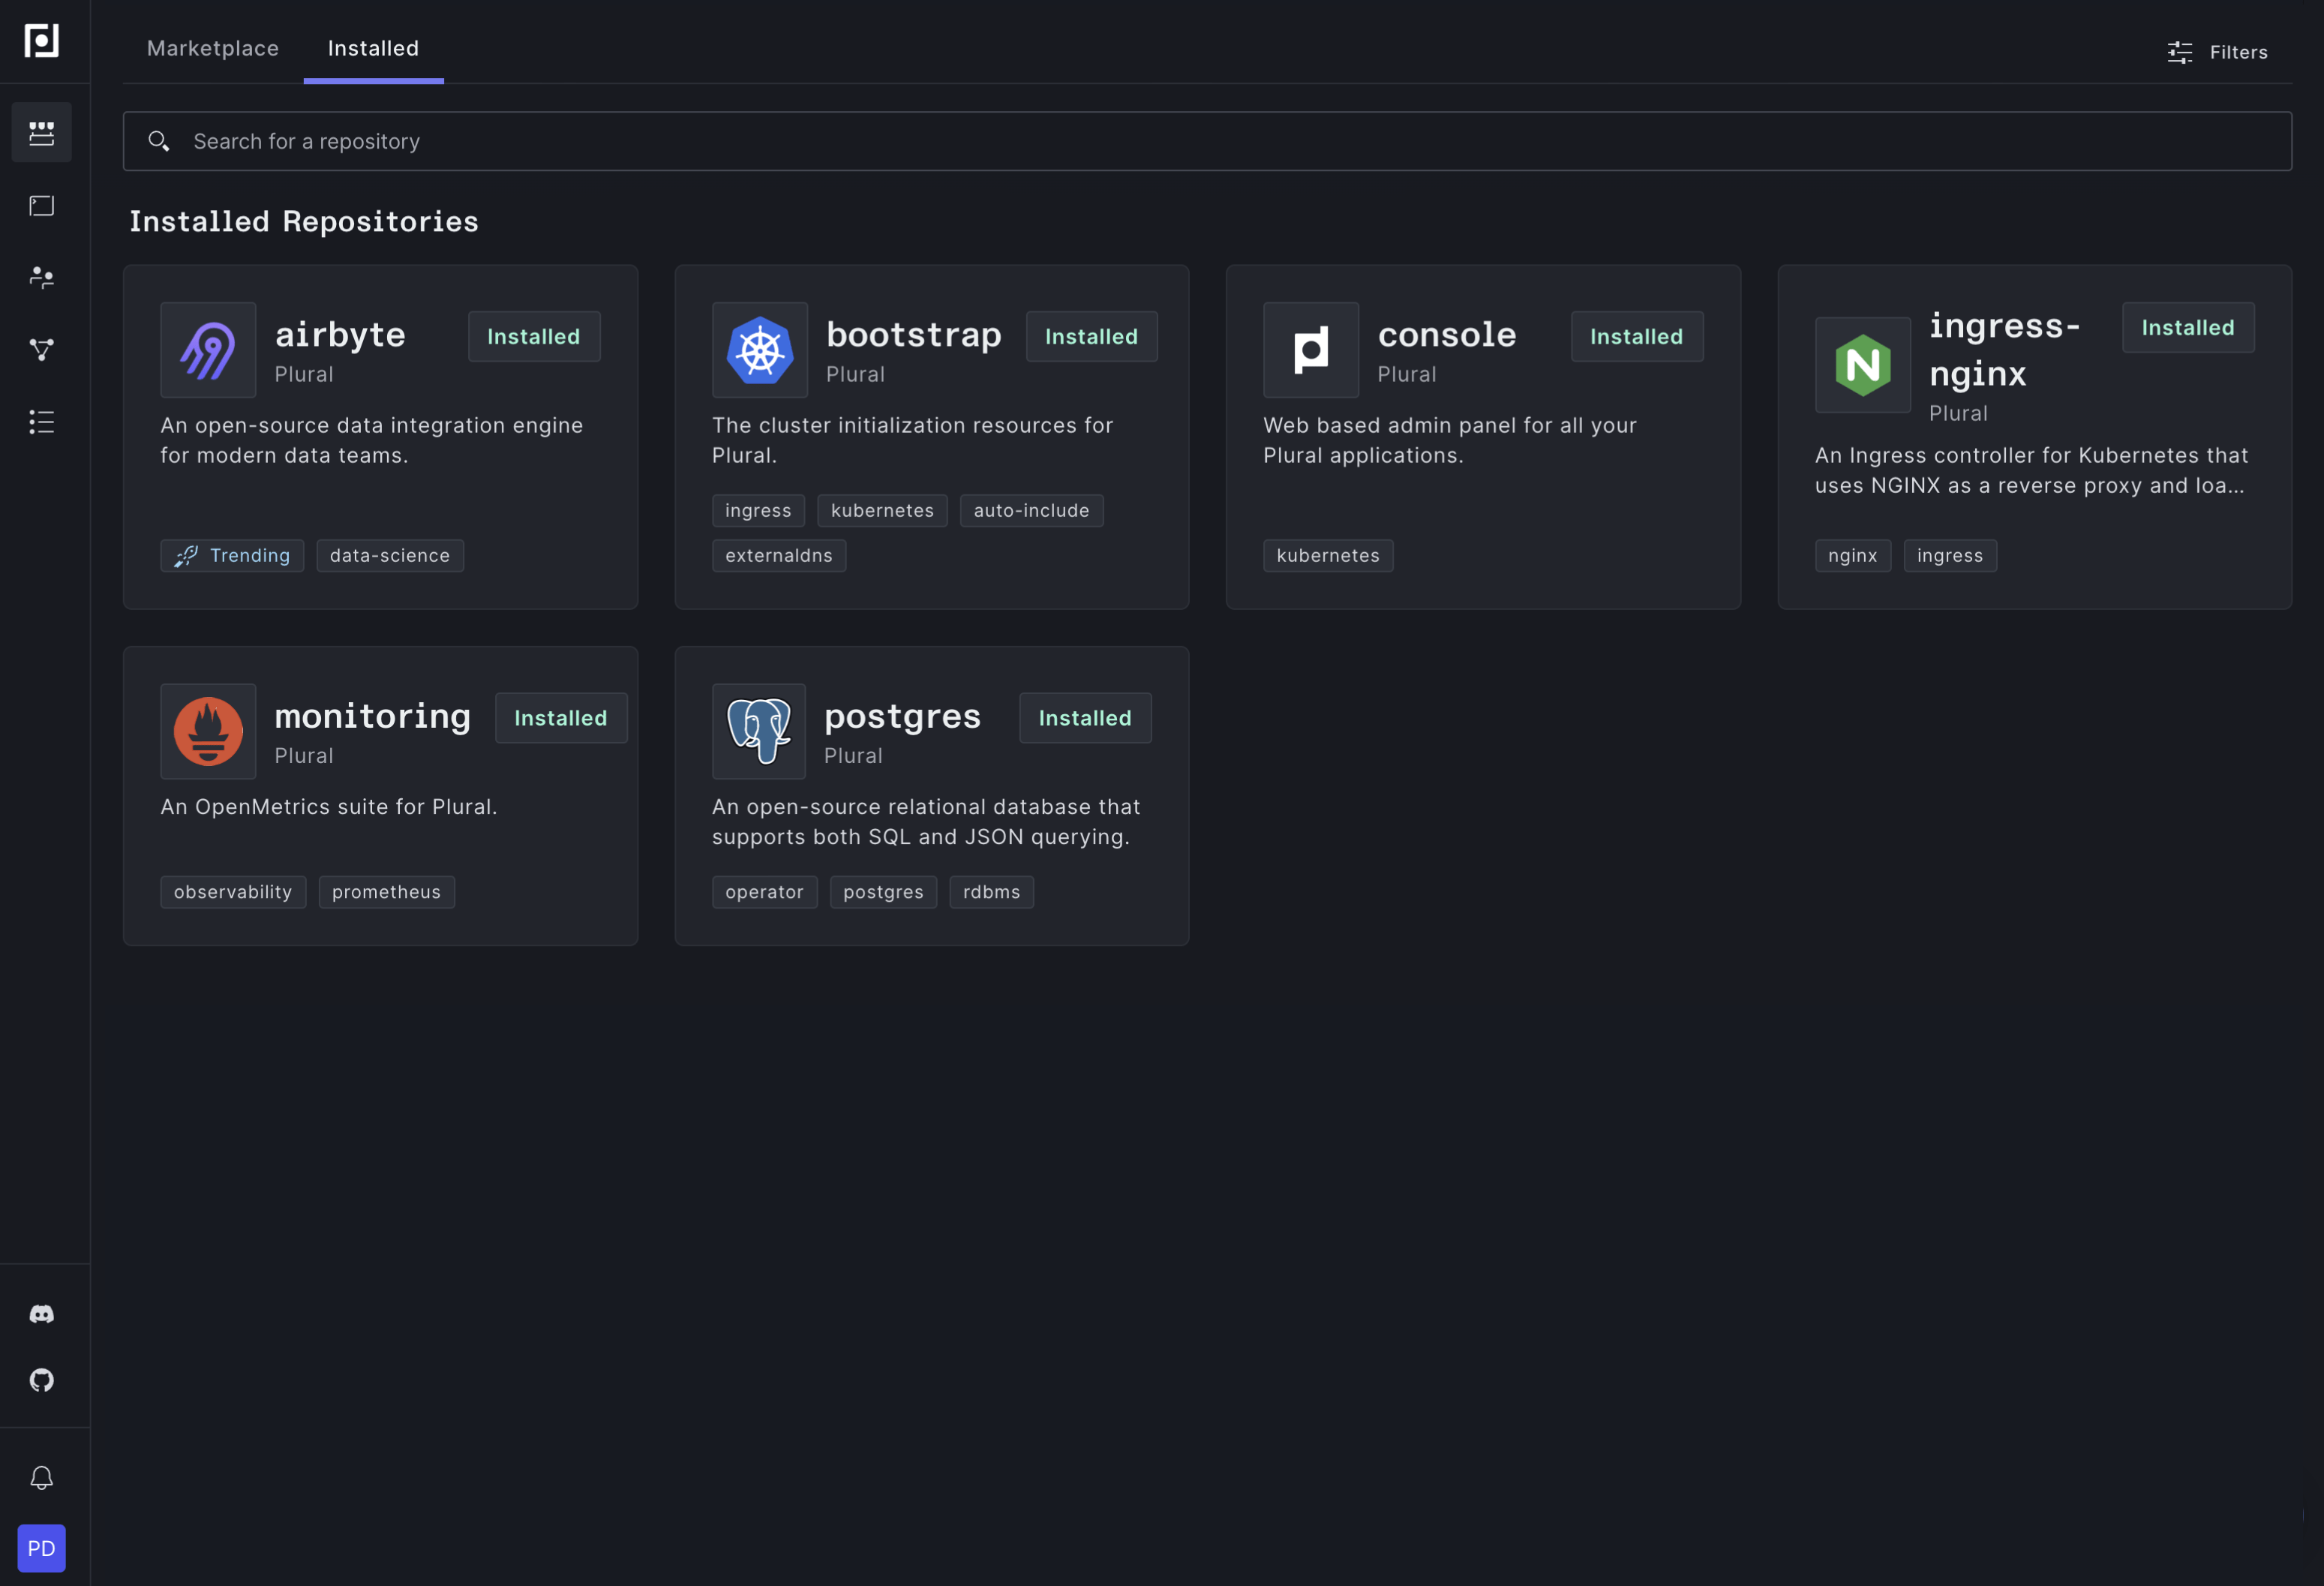 Marketplace
Installed
Filters
Search for a repository
Installed Repositories
airbyte
Installed
Plural
An open-source data integration engine
for modern data teams.
Trending
data-science
bootstrap
Installed
Plural
The cluster initialization resources for
Plural.
ingress
kubernetes
auto-include
externaldns
console
Installed
Plural
Web based admin panel for all your
Plural applications.
kubernetes
ingress-
nginx
Installed
Plural
An Ingress controller for Kubernetes that
uses NGINX as a reverse proxy and loa...
nginx
ingress
monitoring
Installed
Plural
An OpenMetrics suite for Plural.
observability
prometheus
postgres
Installed
Plural
An open-source relational database that
supports both SQL and JSON querying.
operator
postgres
rdbms
PD